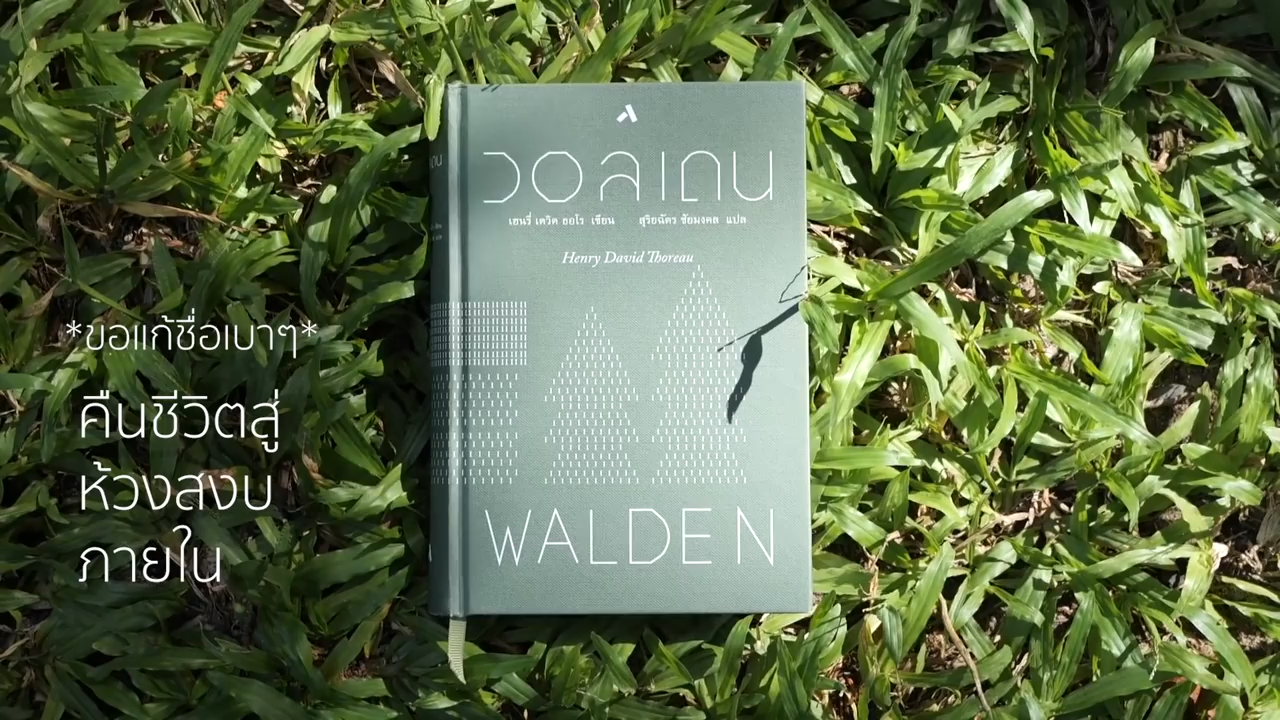 วอลเดน
เฮนรี่ เดวิด ธอโร เขียน สุริยฉัตร ชัยมงคล แปล
Henry David Thoreau
*ขอแก้ชื่อเบาๆ*
คืนชีวิตสู่
ห้วงสงบ
ภายใน
WALDEN